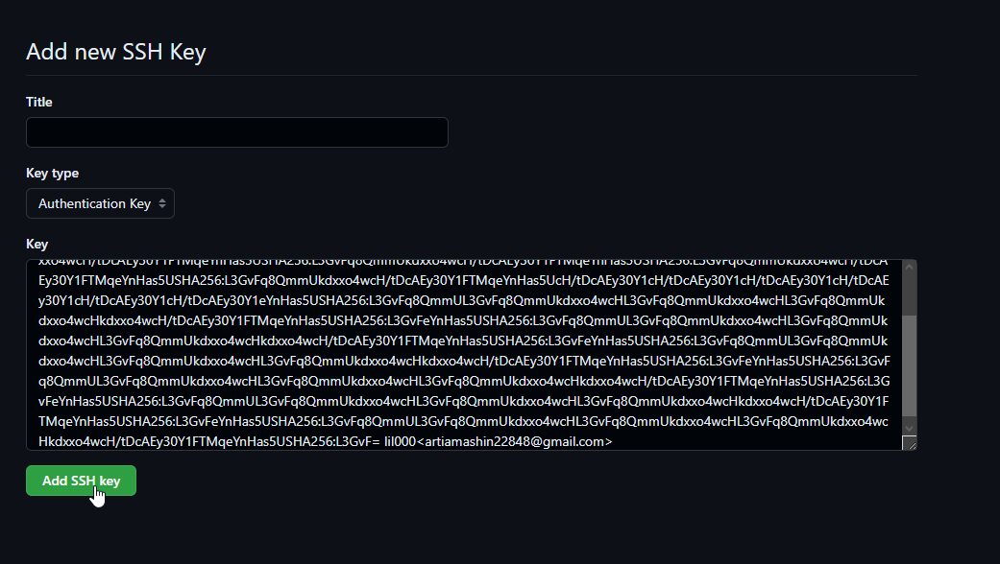 Add new SSH Key
Title
Key type
Authentication Key
Key
Ey30Y1FTMqeYnHas5USHA256:L3GvFq8QmmUkdxxo4wcH/tDcAEy30Y1FTMqeYnHas5UcH/tDcAEy30Y1cH/tDcAEy30Y1cH/tDcAEy30Y1cH/tDcAE
y30Y1cH/tDcAEy30Y1cH/tDcAEy30Y1eYnHas5USHA256:L3GvFq8QmmUL3GvFq8QmmUkdxxo4wcHL3GvFq8QmmUkdxxo4wcHL3GvFq8QmmUk
dxxo4wcHkdxxo4wcH/tDcAEy30Y1FTMqeYnHas5USHA256:L3GvFeYnHas5USHA256:L3GvFq8QmmUL3GvFq8QmmUkdxxo4wcHL3GvFq8QmmUk
dxxo4wcHL3GvFq8QmmUkdxxo4wcHkdxxo4wcH/tDcAEy30Y1FTMqeYnHas5USHA256:L3GvFeYnHas5USHA256:L3GvFq8QmmUL3GvFq8QmmUk
dxxo4wcHL3GvFq8QmmUkdxxo4wcHL3GvFq8QmmUkdxxo4wcHkdxxo4wcH/tDcAEy30Y1FTMqeYnHas5USHA256:L3GvFeYnHas5USHA256:L3GvF
q8QmmUL3GvFq8QmmUkdxxo4wcHL3GvFq8QmmUkdxxo4wcHL3GvFq8QmmUkdxxo4wcHkdxxo4wcH/tDcAEy30Y1FTMqeYnHas5USHA256:L3G
vFeYnHas5USHA256:L3GvFq8QmmUL3GvFq8QmmUkdxxo4wcHL3GvFq8QmmUkdxxo4wcHL3GvFq8QmmUkdxxo4wcHkdxxo4wcH/tDcAEy30Y1F
TMqeYnHas5USHA256:L3GvFeYnHas5USHA256:L3GvFq8QmmUL3GvFq8QmmUkdxxo4wcHL3GvFq8QmmUkdxxo4wcHL3GvFq8QmmUkdxxo4wc
Hkdxxo4wcH/tDcAEy30Y1FTMqeYnHas5USHA256:L3GvF= lil000<artiamashin22848@gmail.com>
Add SSH key